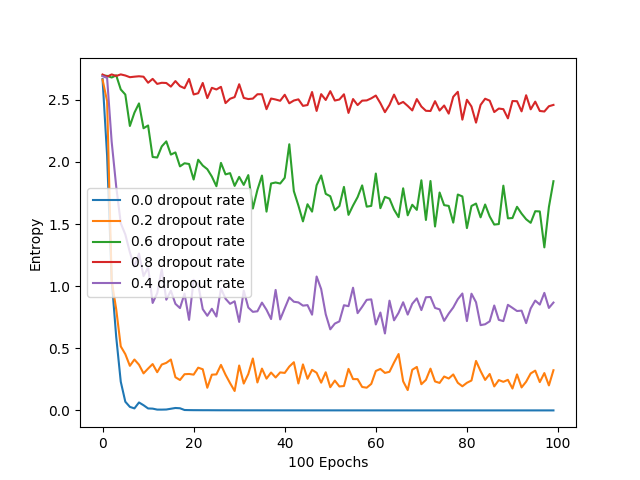 2.5
2.0
1.5
1.0
0.5
0.0
Entropy
0.0 dropout rate
0.2 dropout rate
0.6 dropout rate
0.8 dropout rate
0.4 dropout rate
0 20 40 60 80 100
100 Epochs